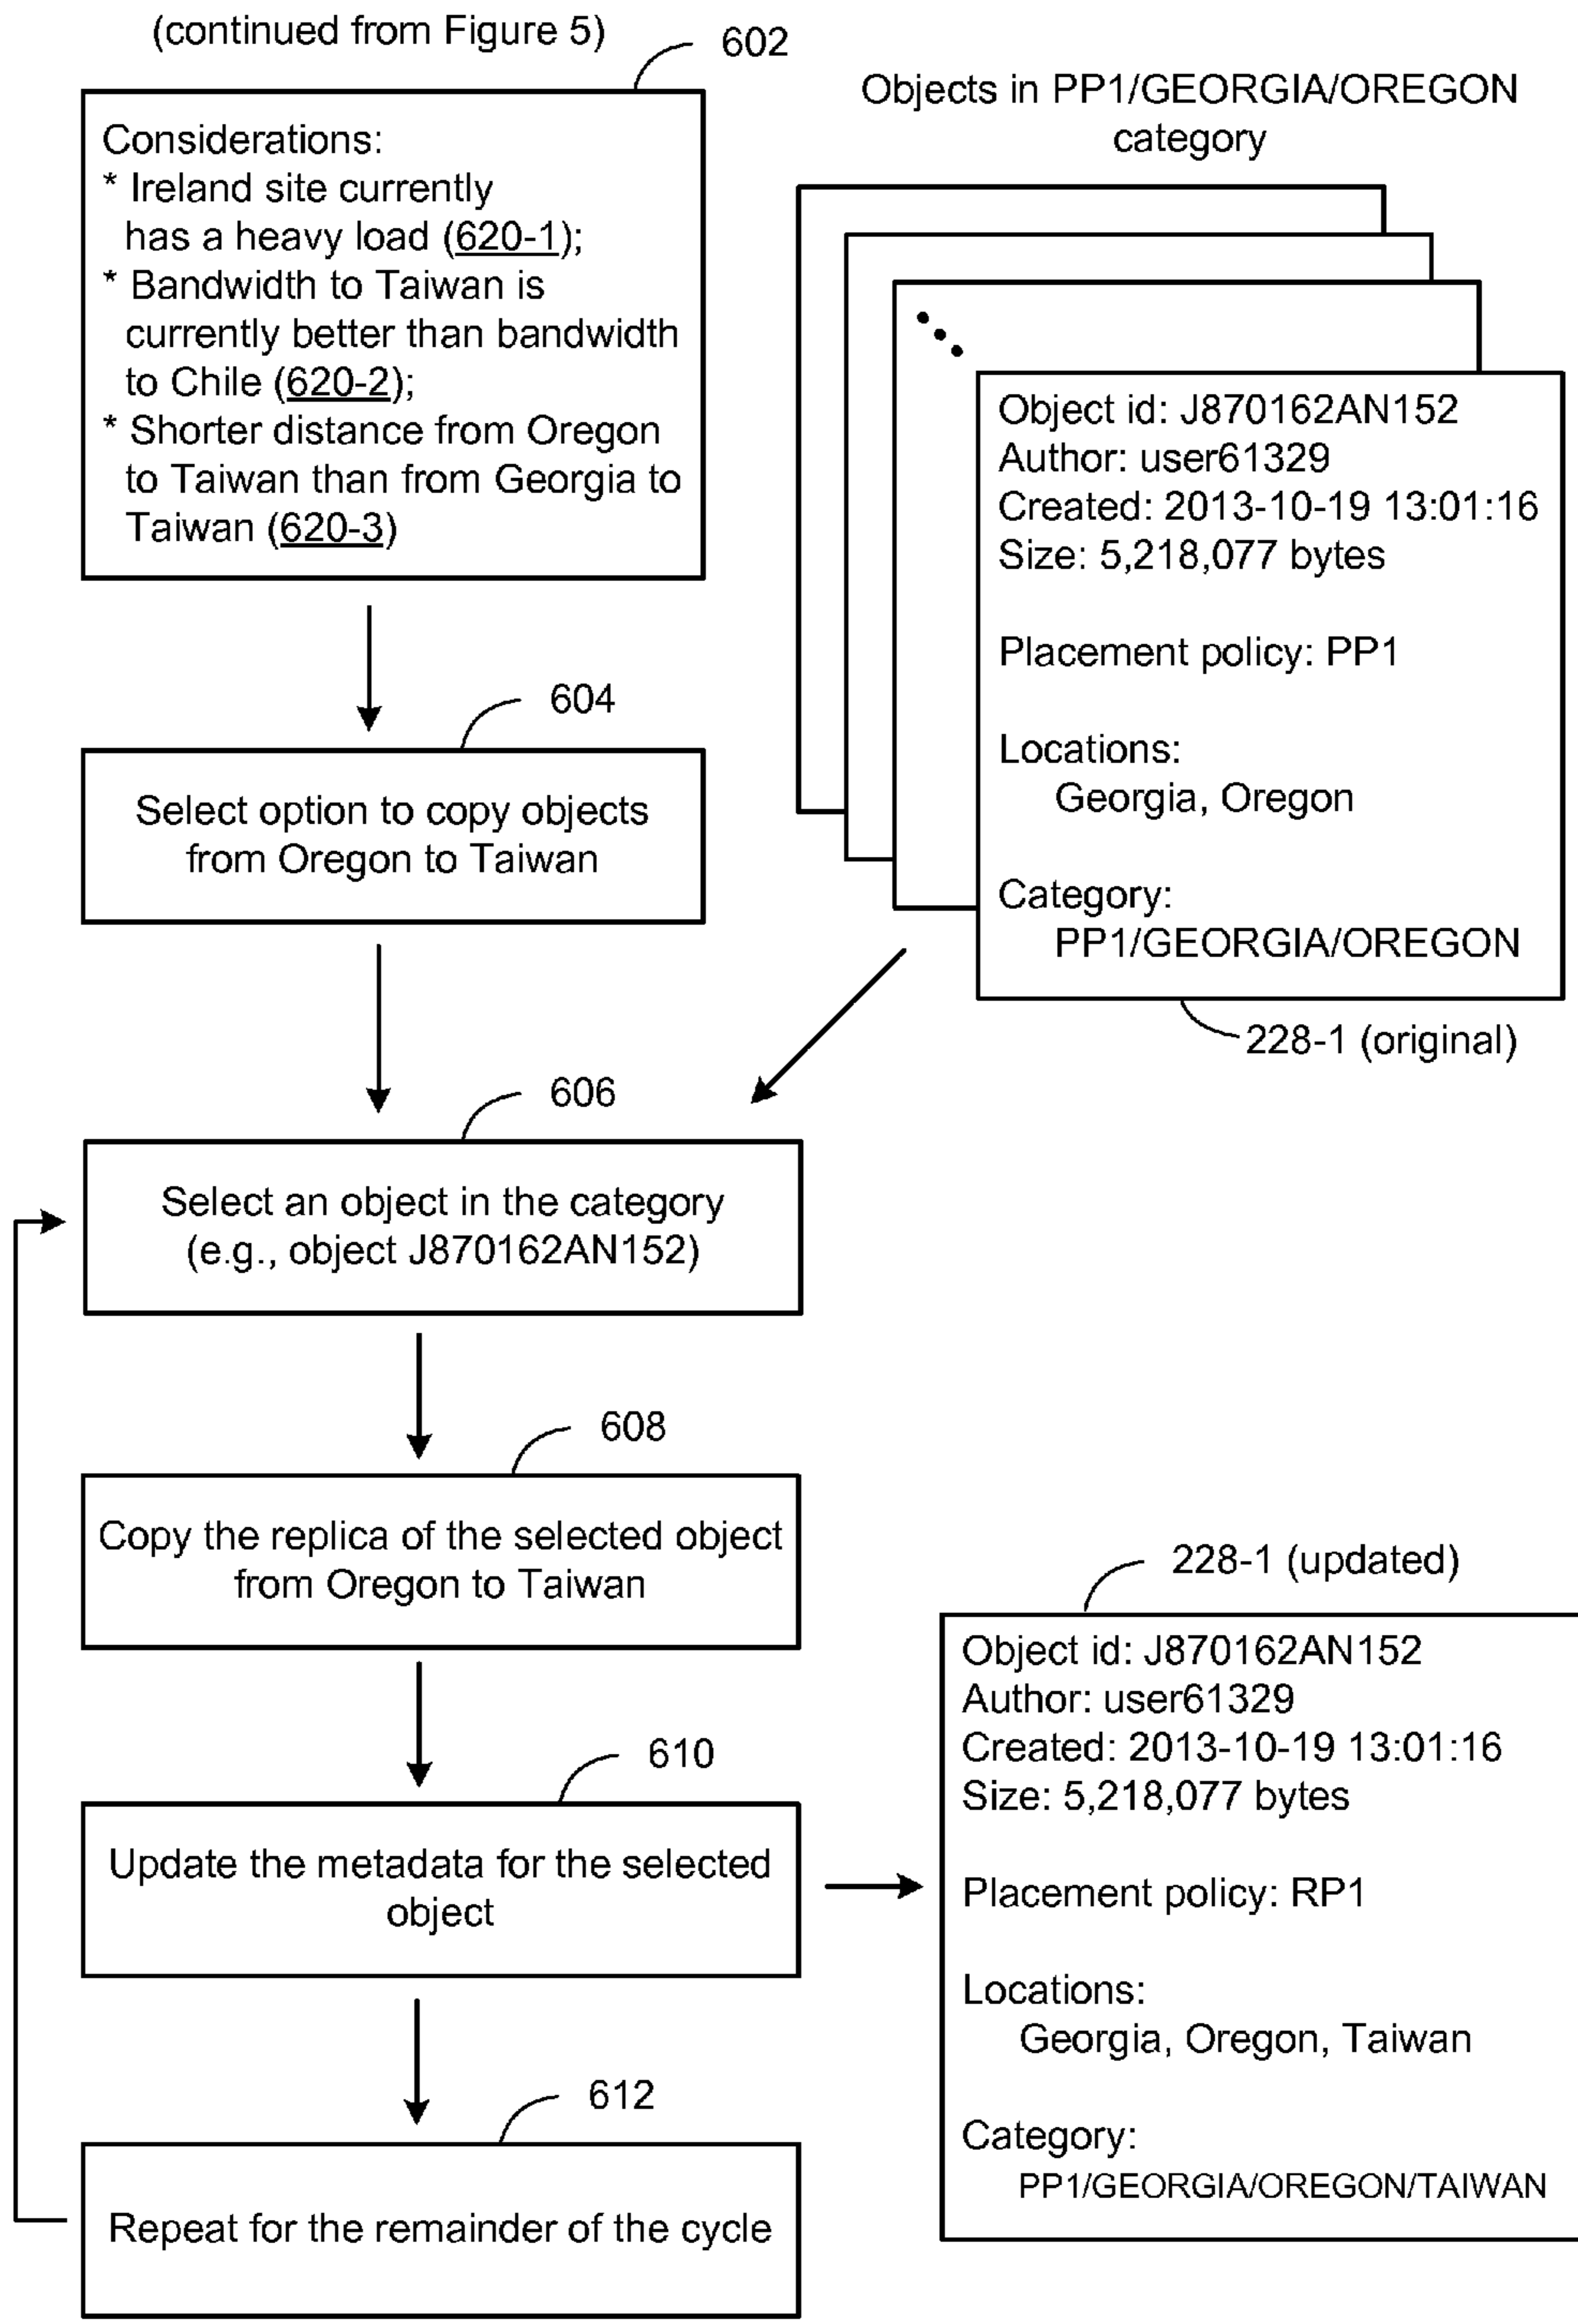 (continued from Figure 5)
602
Considerations:
* Ireland site currently
has a heavy load (620-1);
* Bandwidth to Taiwan is
currently better than bandwidth
to Chile (620-2);
* Shorter distance from Oregon
to Taiwan than from Georgia to
Taiwan (620-3)
Objects in PP1/GEORGIA/OREGON
category
Object id: J870162AN152
Author: user61329
Created: 2013-10-19 13:01:16
Size: 5,218,077 bytes
Placement policy: PP1
Locations:
Georgia, Oregon
Category:
PP1/GEORGIA/OREGON
228-1 (original)
604
Select option to copy objects
from Oregon to Taiwan
606
Select an object in the category
(e.g., object J870162AN152)
608
Copy the replica of the selected object
from Oregon to Taiwan
610
Update the metadata for the selected
object
228-1 (updated)
Object id: J870162AN152
Author: user61329
Created: 2013-10-19 13:01:16
Size: 5,218,077 bytes
Placement policy: RP1
Locations:
Georgia, Oregon, Taiwan
Category:
PP1/GEORGIA/OREGON/TAIWAN
612
Repeat for the remainder of the cycle